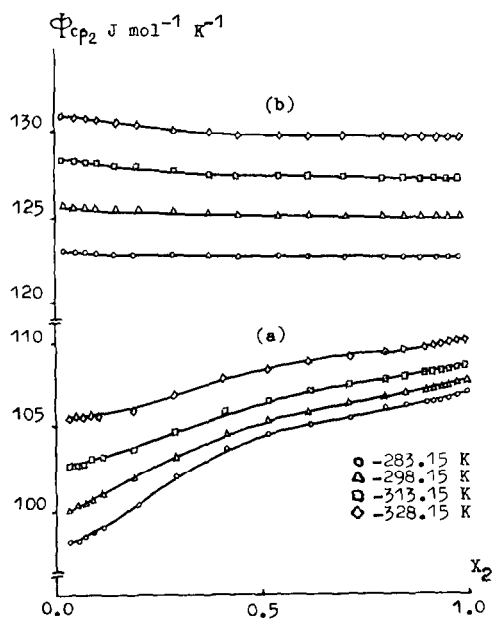 Φcp₂ J mol⁻¹ K⁻¹
(b)
130
125
120
(a)
110
105
100
○ -283.15 K
△ -298.15 K
□ -313.15 K
◇ -328.15 K
X₂
0.0 0.5 1.0